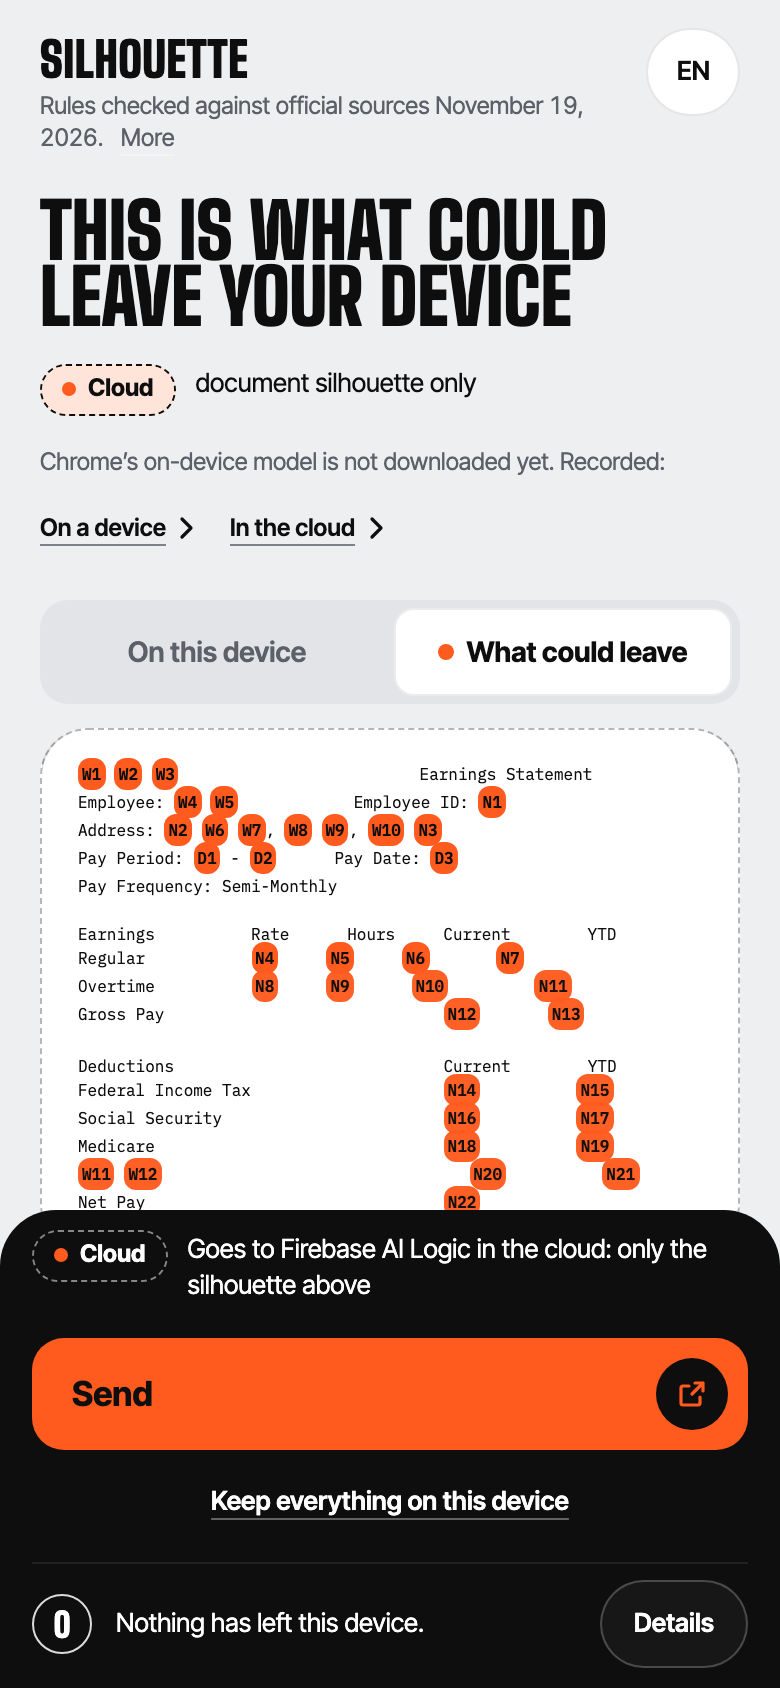 SILHOUETTE
EN
Rules checked against official sources November 19,
2026. More
THIS IS WHAT COULD
LEAVE YOUR DEVICE
Cloud document silhouette only
Chrome’s on-device model is not downloaded yet. Recorded:
On a device In the cloud
On this device What could leave
W1 W2 W3 Earnings Statement
Employee: W4 W5 Employee ID: N1
Address: N2 W6 W7, W8 W9, W10 N3
Pay Period: D1 - D2 Pay Date: D3
Pay Frequency: Semi-Monthly
Earnings Rate Hours Current YTD
Regular N4 N5 N6 N7
Overtime N8 N9 N10 N11
Gross Pay N12 N13
Deductions Current YTD
Federal Income Tax N14 N15
Social Security N16 N17
Medicare N18 N19
W11 W12 N20 N21
Net Pay N22
Cloud Goes to Firebase AI Logic in the cloud: only the
silhouette above
Send
Keep everything on this device
0 Nothing has left this device. Details